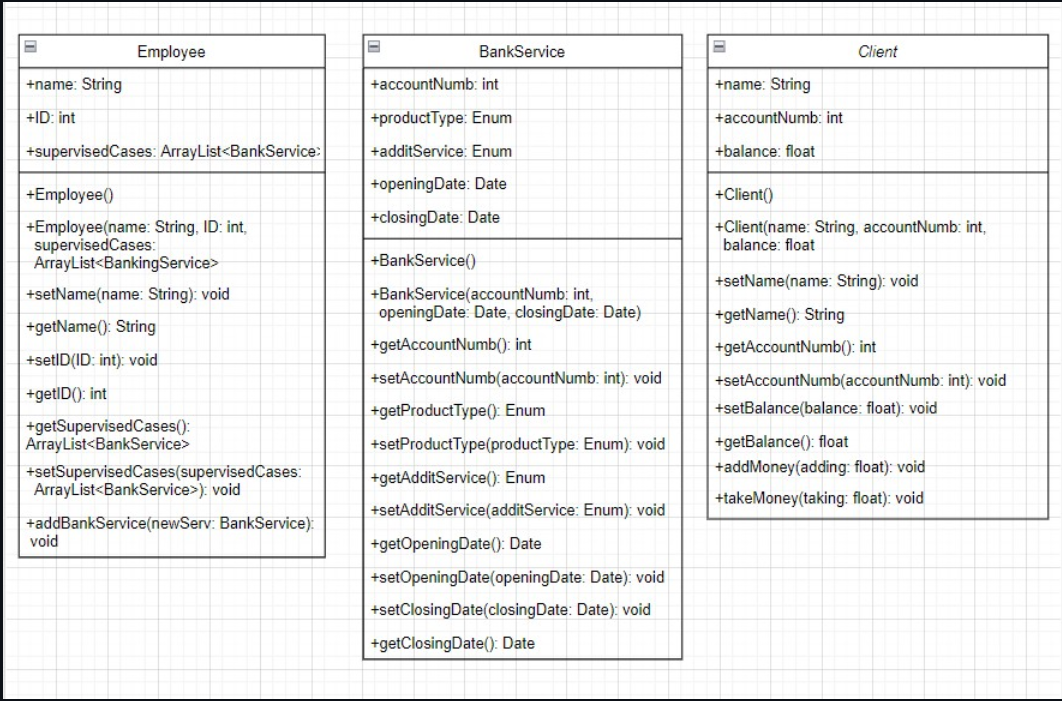 Employee
+name: String
+ID: int
+supervisedCases: ArrayList<BankService>
+Employee()
+Employee(name: String, ID: int,
supervisedCases:
ArrayList<BankingService>
+setName(name: String): void
+getName(): String
+setID(ID: int): void
+getID(): int
+getSupervisedCases():
ArrayList<BankService>
+setSupervisedCases(supervisedCases:
ArrayList<BankService>): void
+addBankService(newServ: BankService):
void
BankService
+accountNumb: int
+productType: Enum
+additService: Enum
+openingDate: Date
+closingDate: Date
+BankService()
+BankService(accountNumb: int,
openingDate: Date, closingDate: Date)
+getAccountNumb(): int
+setAccountNumb(accountNumb: int): void
+getProductType(): Enum
+setProductType(productType: Enum): void
+getAdditService(): Enum
+setAdditService(additService: Enum): void
+getOpeningDate(): Date
+setOpeningDate(openingDate: Date): void
+setClosingDate(closingDate: Date): void
+getClosingDate(): Date
Client
+name: String
+accountNumb: int
+balance: float
+Client()
+Client(name: String, accountNumb: int,
balance: float
+setName(name: String): void
+getName(): String
+getAccountNumb(): int
+setAccountNumb(accountNumb: int): void
+setBalance(balance: float): void
+getBalance(): float
+addMoney(adding: float): void
+takeMoney(taking: float): void